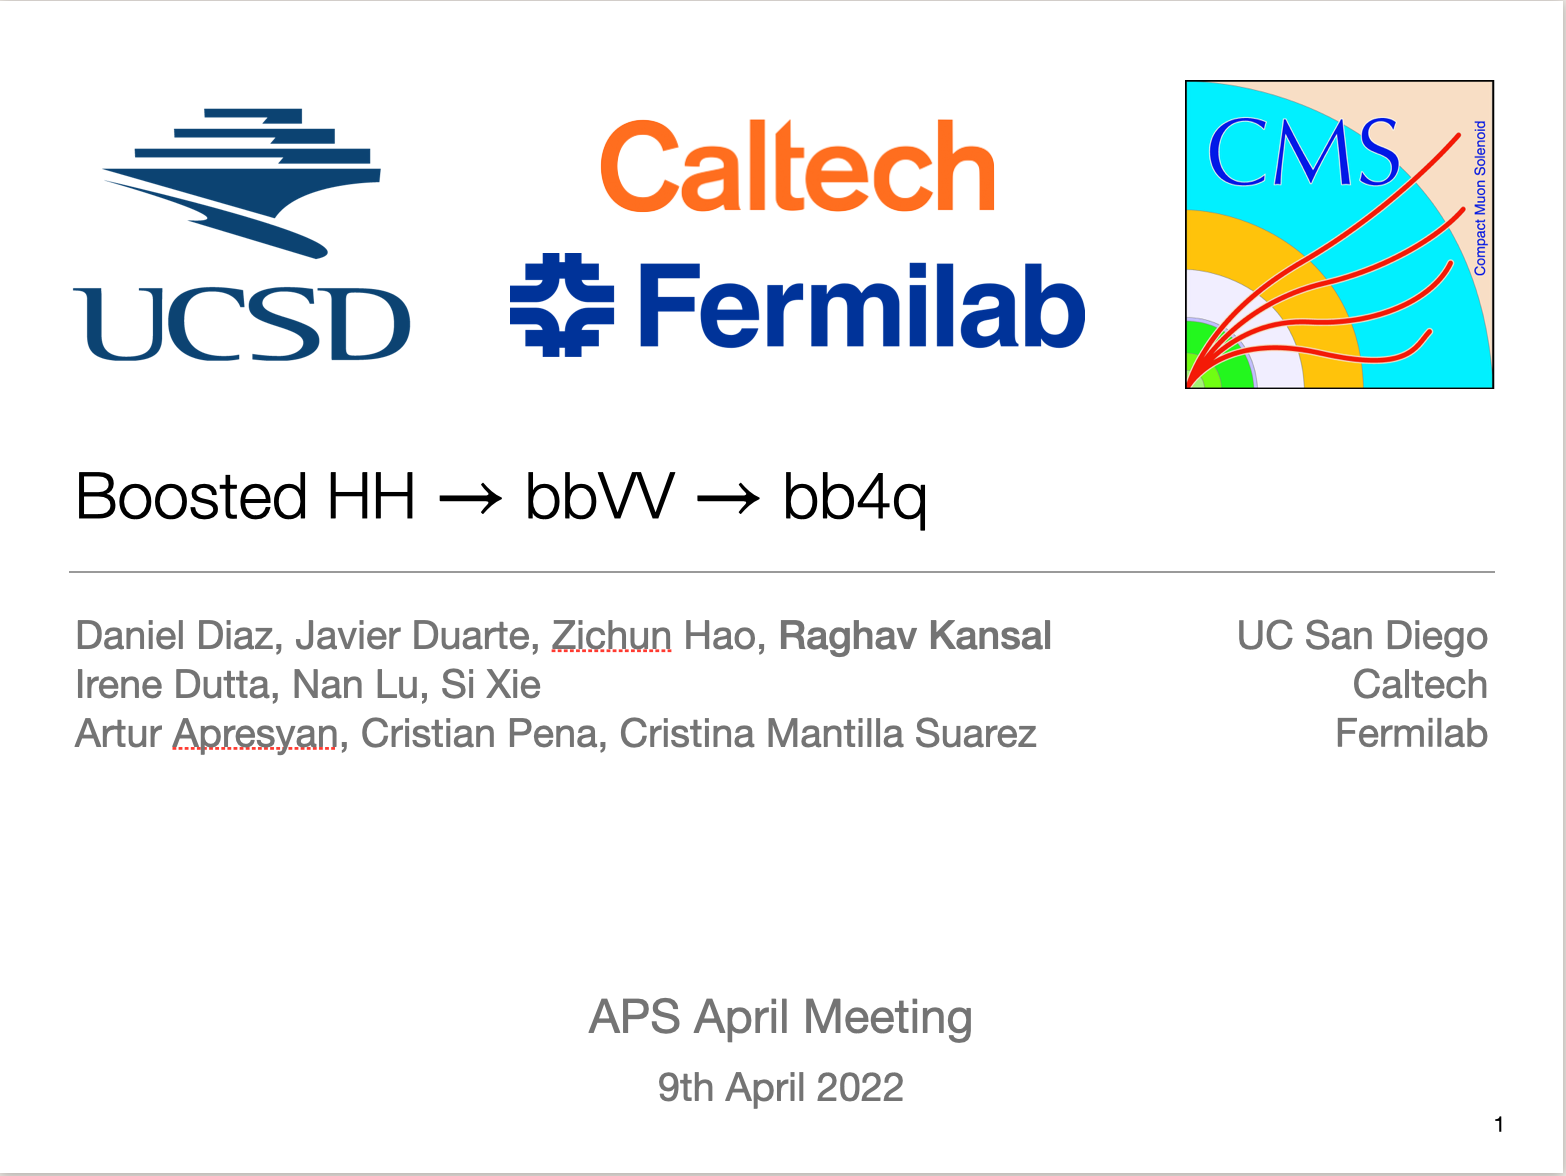 UCSD
Caltech
Fermilab
CMS
Compact Muon Solenoid
Boosted HH → bbVV → bb4q
Daniel Diaz, Javier Duarte, Zichun Hao, Raghav Kansal UC San Diego
Irene Dutta, Nan Lu, Si Xie Caltech
Artur Apresyan, Cristian Pena, Cristina Mantilla Suarez Fermilab
APS April Meeting
9th April 2022
1